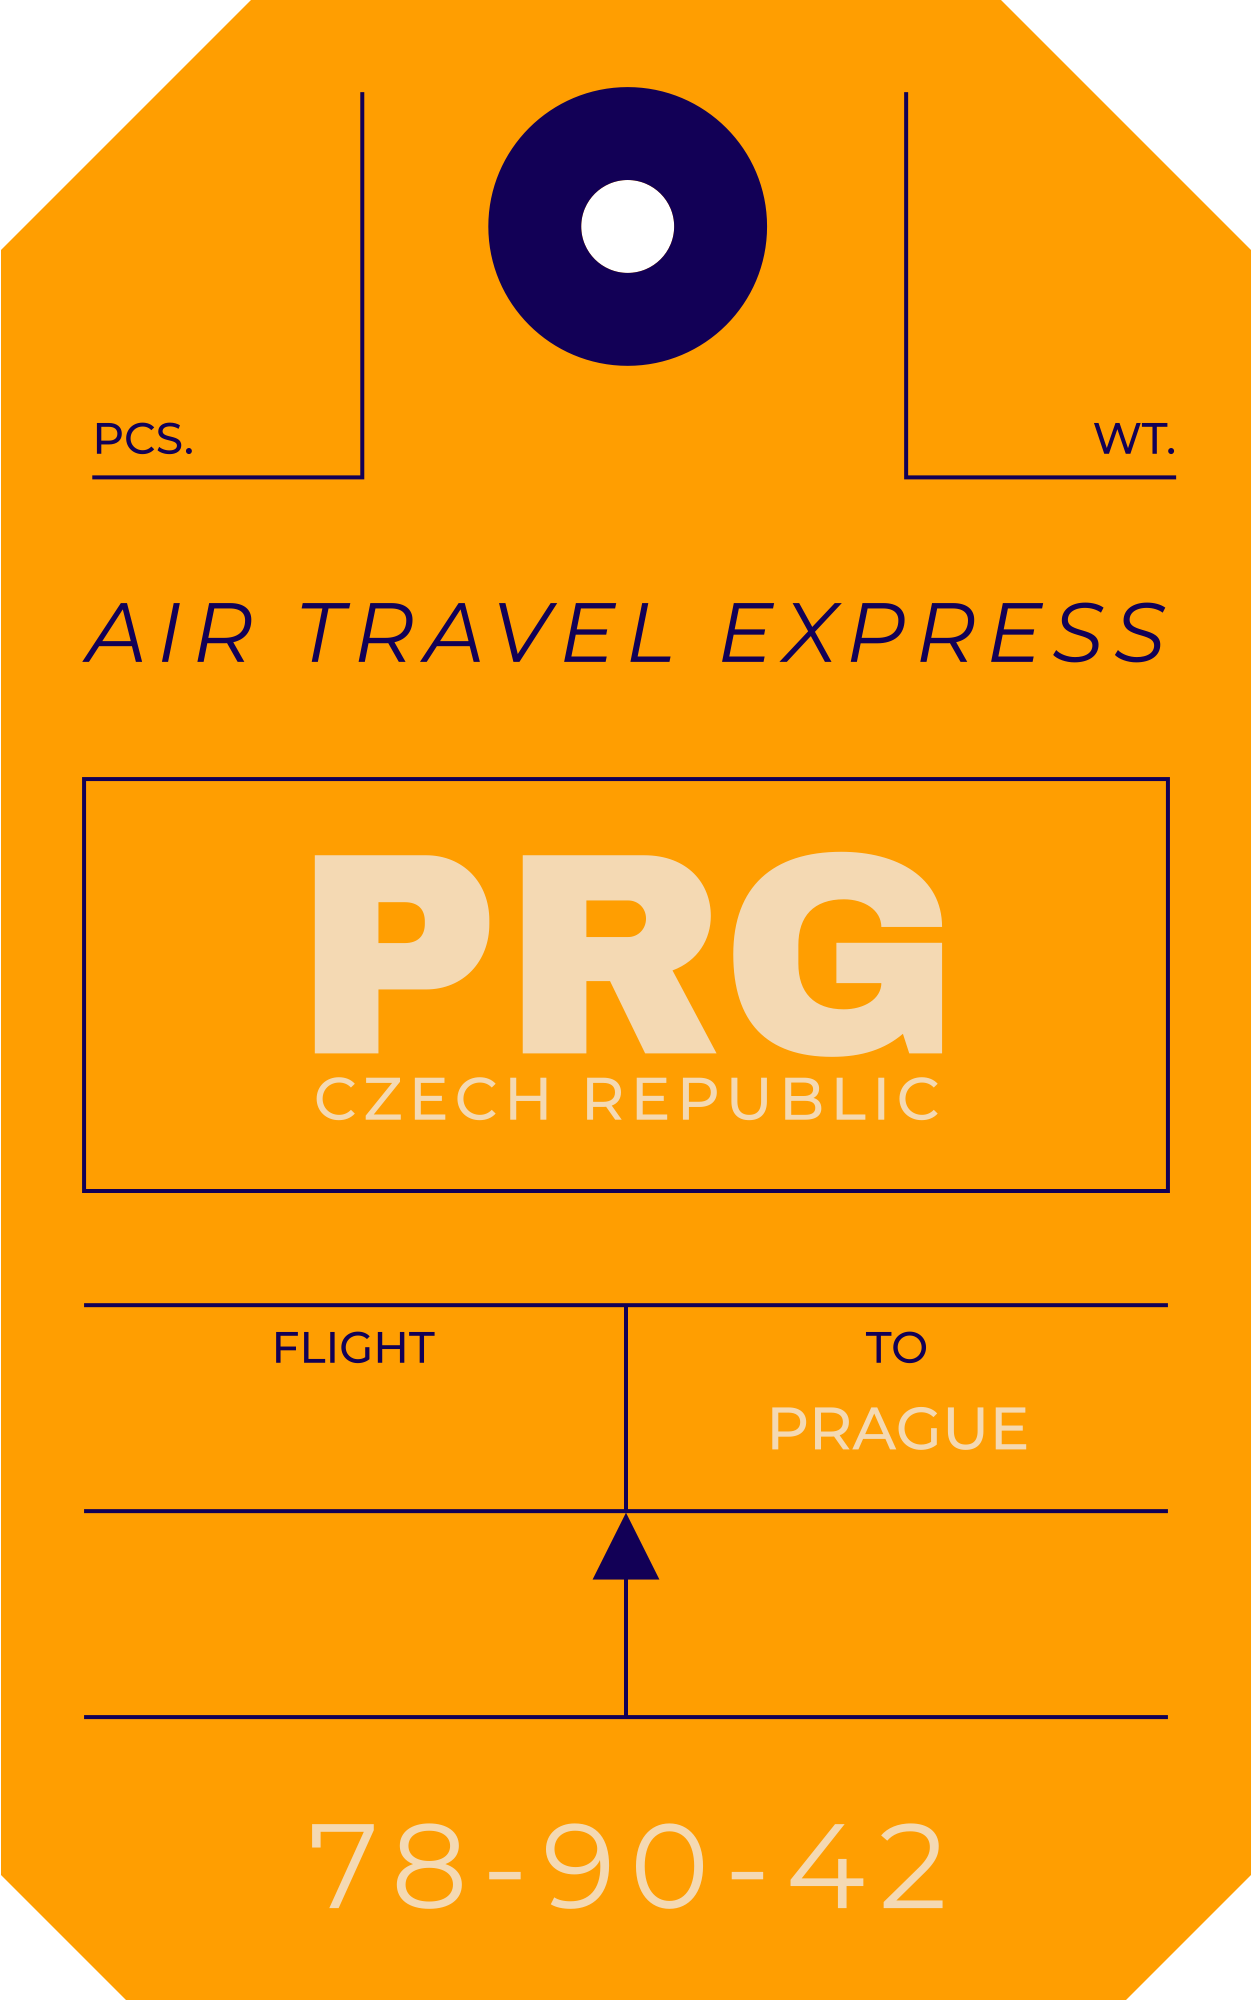 PCS.
WT.
AIR TRAVEL EXPRESS
PRG
CZECH REPUBLIC
FLIGHT
TO
PRAGUE
78-90-42